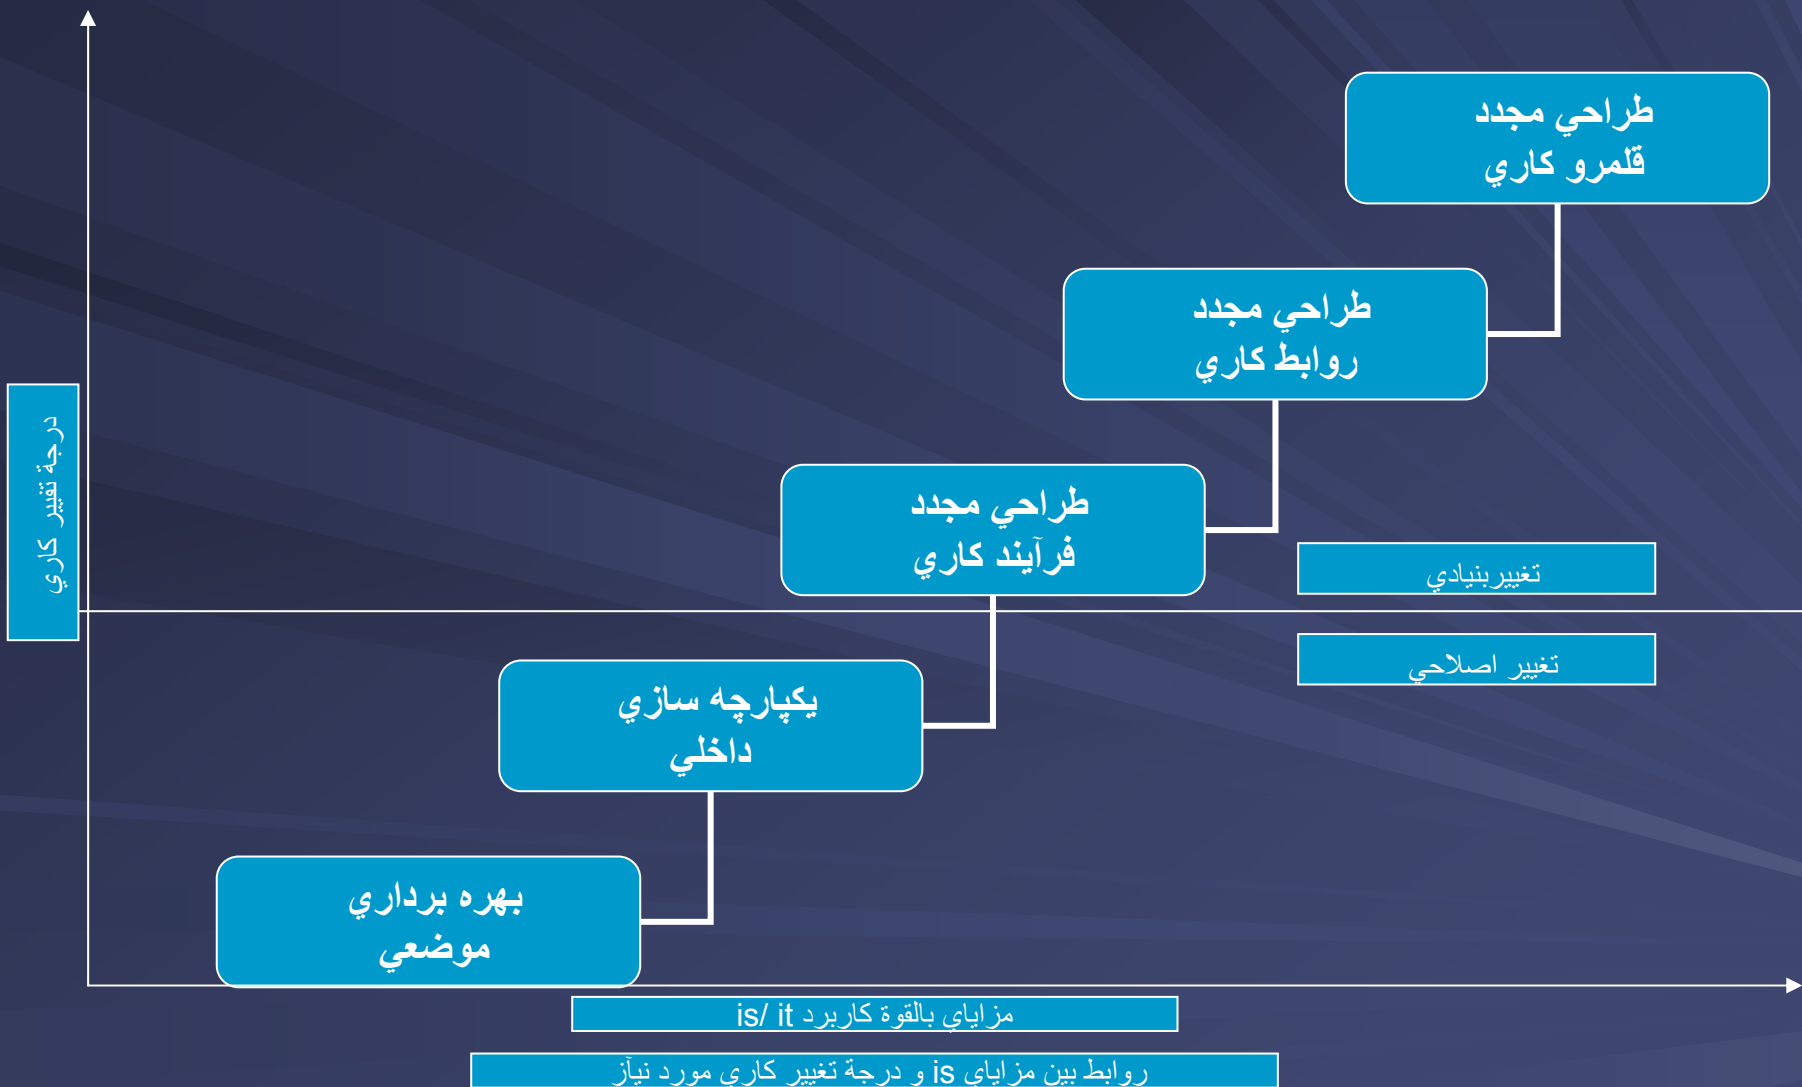 طراحي مجدد
قلمرو كاري
طراحي مجدد
روابط كاري
طراحي مجدد
فرآيند كاري
درجة تغيير كاري
تغييربنيادي
تغيير اصلاحي
يكپارچه سازي
داخلي
بهره برداري
موضعي
مزاياي بالقوة كاربرد is/ it
روابط بين مزاياي is و درجة تغيير كاري مورد نيآز